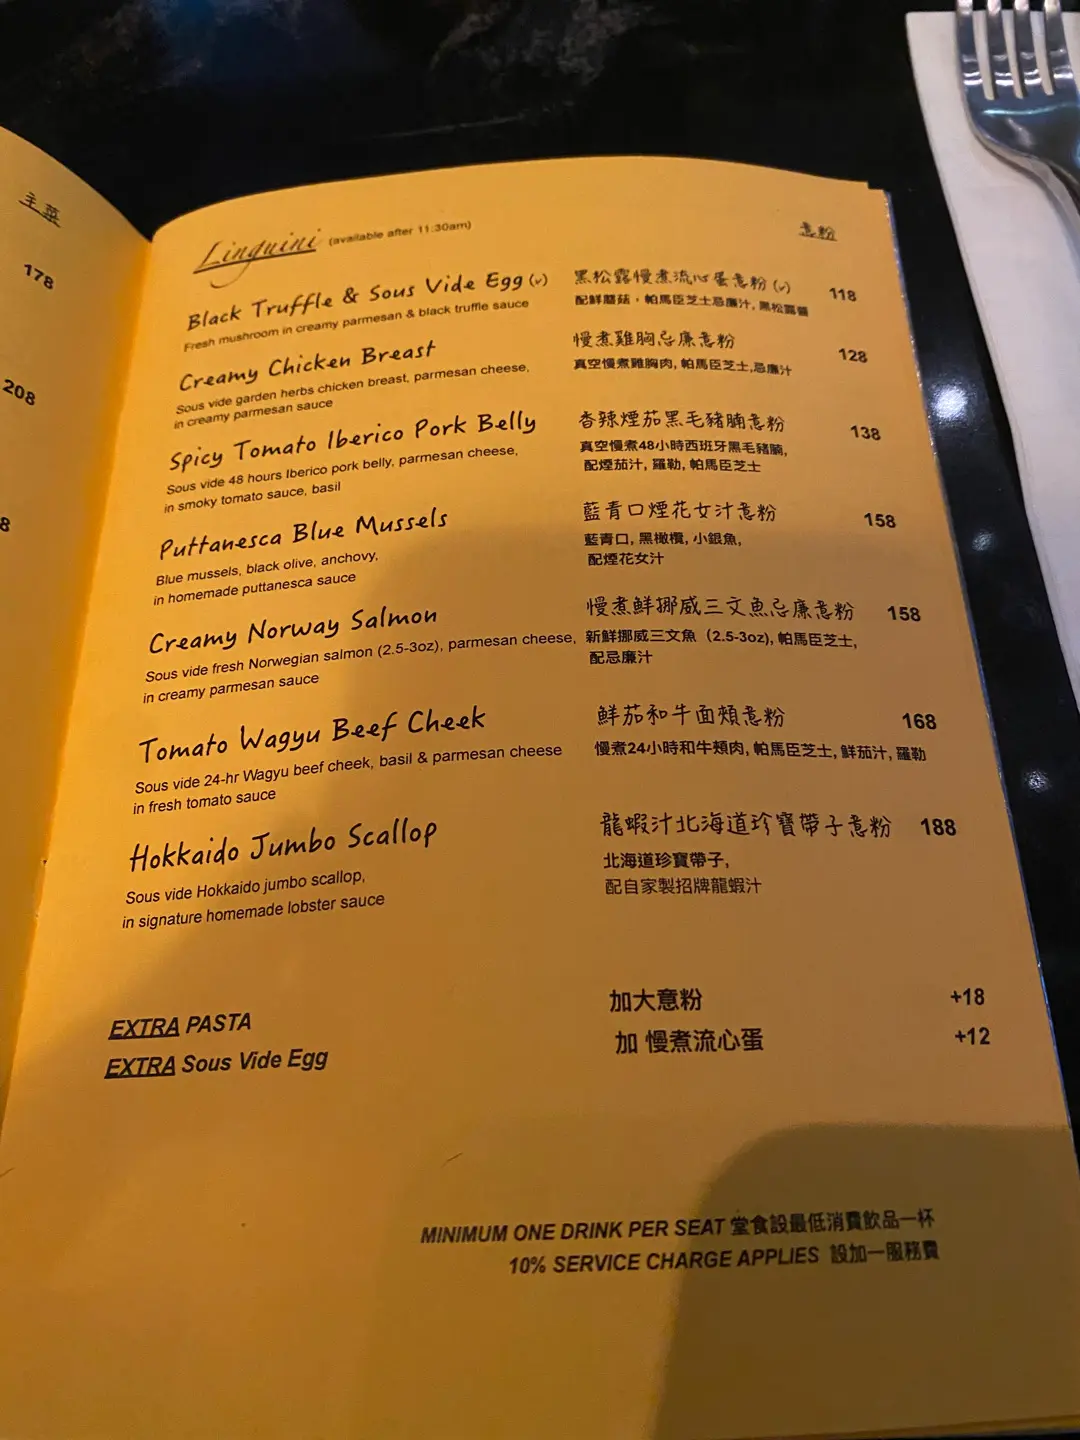 主菜
178
208
8
Linguini (available after 11:30am) 意粉
Black Truffle & Sous Vide Egg (v) 黑松露慢煮流心蛋意粉 (v) 118
Fresh mushroom in creamy parmesan & black truffle sauce 配鮮蘑菇，帕馬臣芝士忌廉汁, 黑松露醬
Creamy Chicken Breast 慢煮雞胸忌廉意粉 128
Sous vide garden herbs chicken breast, parmesan cheese, 真空慢煮雞胸肉, 帕馬臣芝士,忌廉汁
in creamy parmesan sauce
Spicy Tomato Iberico Pork Belly 香辣煙茄黑毛豬腩意粉 138
Sous vide 48 hours Iberico pork belly, parmesan cheese, 真空慢煮48小時西班牙黑毛豬腩,
in smoky tomato sauce, basil 配煙茄汁, 羅勒, 帕馬臣芝士
Puttanesca Blue Mussels 藍青口煙花女汁意粉 158
Blue mussels, black olive, anchovy, 藍青口, 黑橄欖, 小銀魚,
in homemade puttanesca sauce 配煙花女汁
Creamy Norway Salmon 慢煮鮮挪威三文魚忌廉意粉 158
Sous vide fresh Norwegian salmon (2.5-3oz), parmesan cheese, 新鮮挪威三文魚（2.5-3oz), 帕馬臣芝士,
in creamy parmesan sauce 配忌廉汁
Tomato Wagyu Beef Cheek 鮮茄和牛面頰意粉 168
Sous vide 24-hr Wagyu beef cheek, basil & parmesan cheese 慢煮24小時和牛頰肉, 帕馬臣芝士, 鮮茄汁, 羅勒
in fresh tomato sauce
Hokkaido Jumbo Scallop 龍蝦汁北海道珍寶帶子意粉 188
Sous vide Hokkaido jumbo scallop, 北海道珍寶帶子,
in signature homemade lobster sauce 配自家製招牌龍蝦汁
EXTRA PASTA 加大意粉 +18
EXTRA Sous Vide Egg 加 慢煮流心蛋 +12
MINIMUM ONE DRINK PER SEAT 堂食設最低消費飲品一杯
10% SERVICE CHARGE APPLIES 設加一服務費